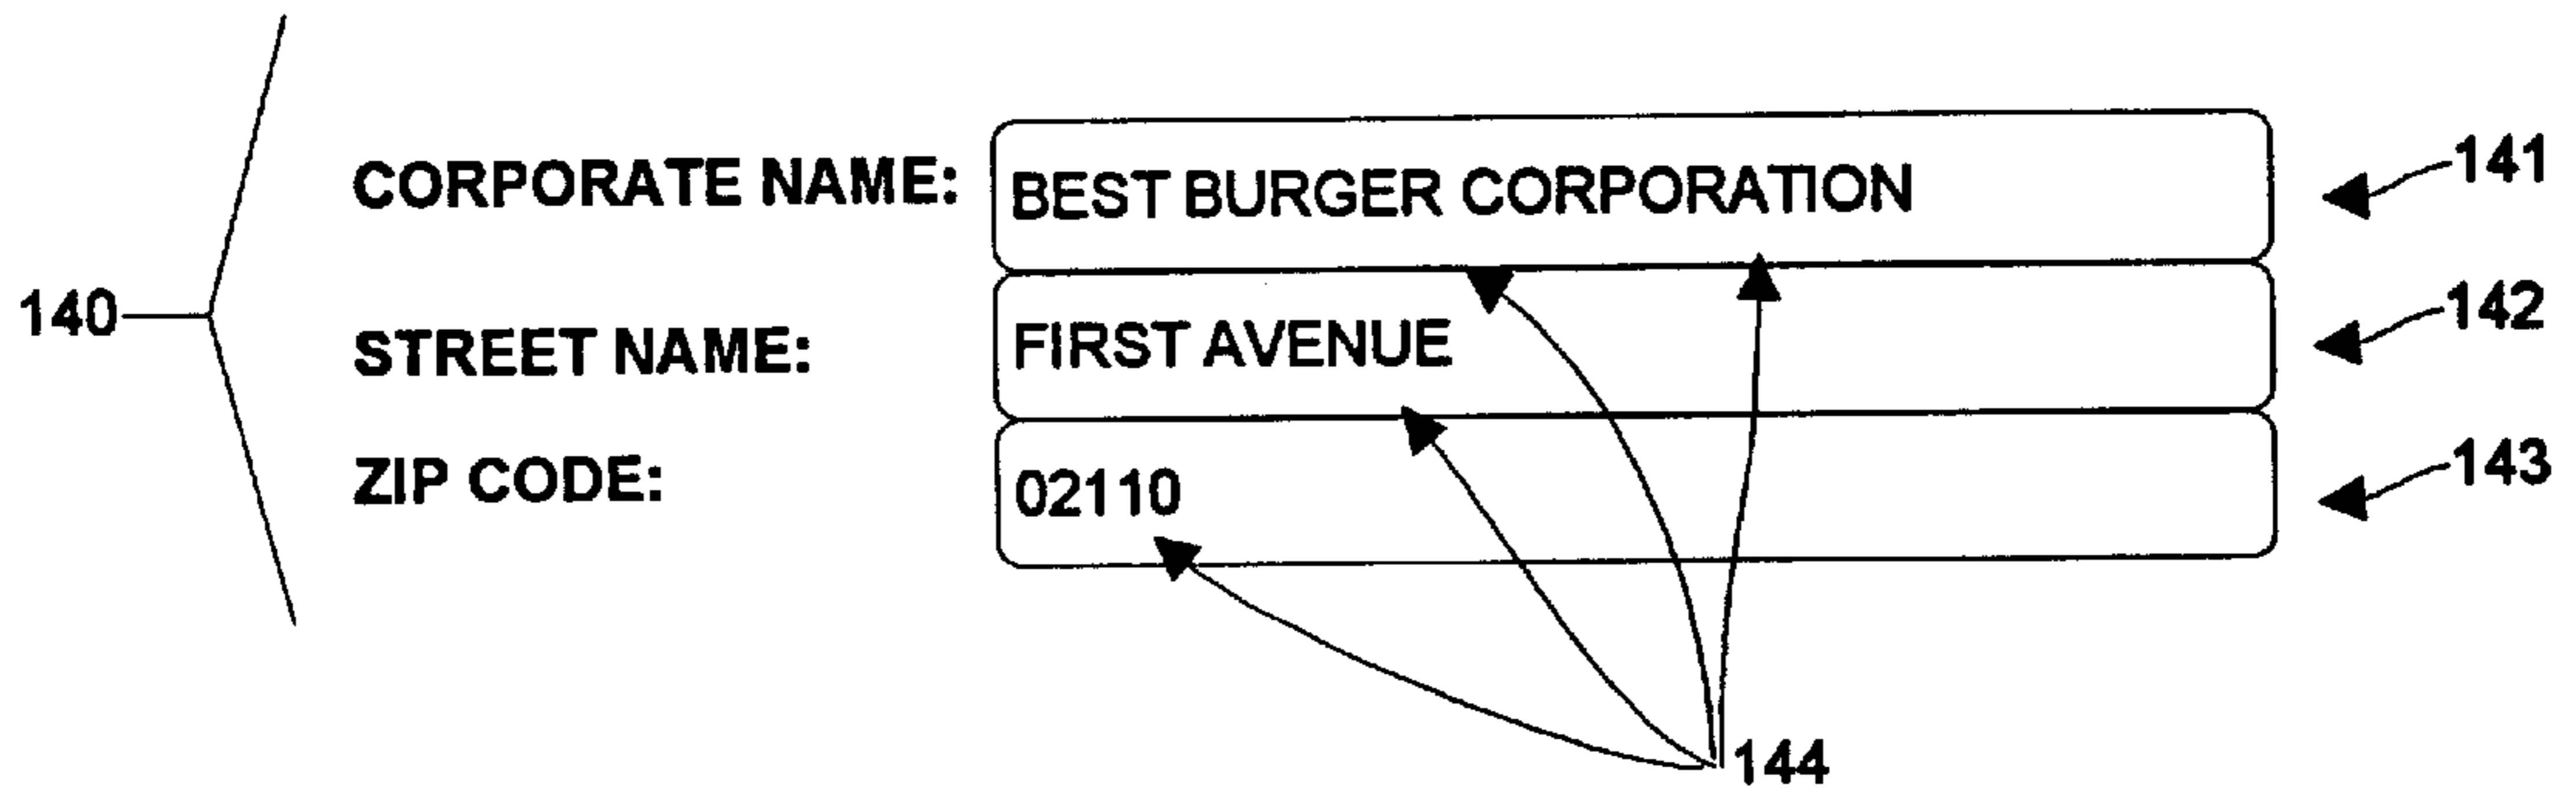 CORPORATE NAME: BEST BURGER CORPORATION 141
140 STREET NAME: FIRST AVENUE 142
ZIP CODE: 02110 143
144